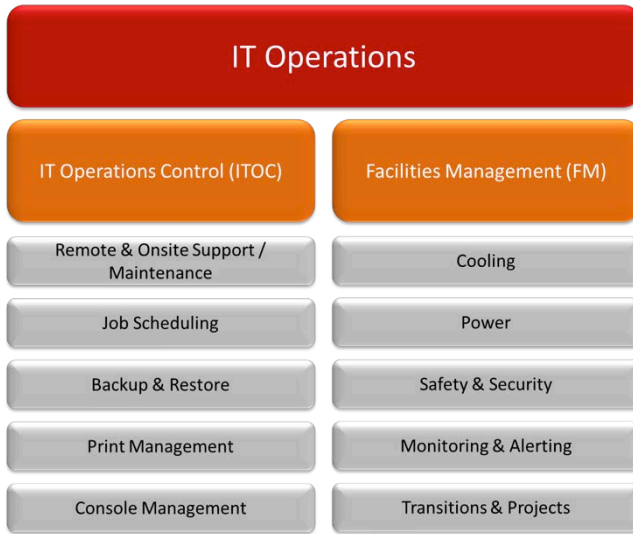 IT Operations
IT Operations Control (ITOC)
Facilities Management (FM)
Remote & Onsite Support /
Maintenance
Cooling
Job Scheduling
Power
Backup & Restore
Safety & Security
Print Management
Monitoring & Alerting
Console Management
Transitions & Projects